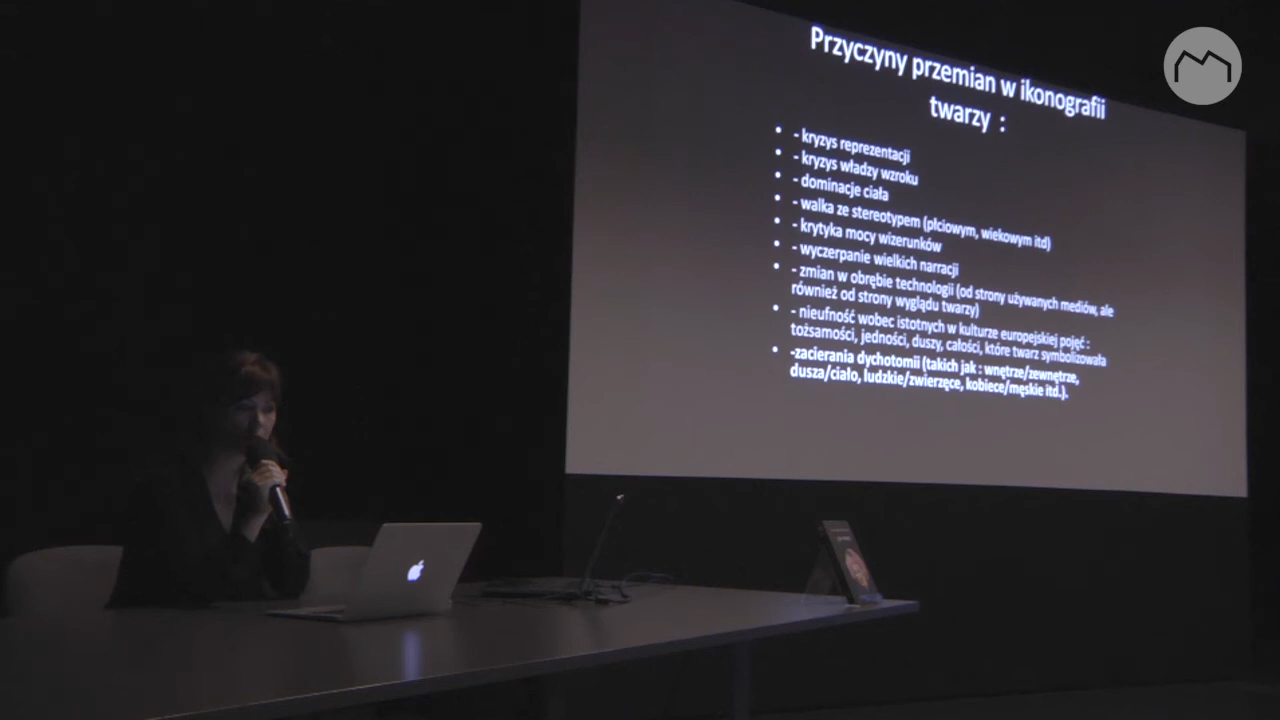 Przyczyny przemian w ikonografii
twarzy :
• - kryzys reprezentacji
• - kryzys władzy wzroku
• - dominacje ciała
• - walka ze stereotypem (płciowym, wiekowym itd)
• - krytyka mocy wizerunków
• - wyczerpanie wielkich narracji
• - zmian w obrębie technologii (od strony używanych mediów, ale
również od strony wyglądu twarzy)
• - nieufność wobec istotnych w kulturze europejskiej pojęć :
tożsamości, jedności, duszy, całości, które twarz symbolizowała
• -zacierania dychotomii (takich jak : wnętrze/zewnętrze,
dusza/ciało, ludzkie/zwierzęce, kobiece/męskie itd.).